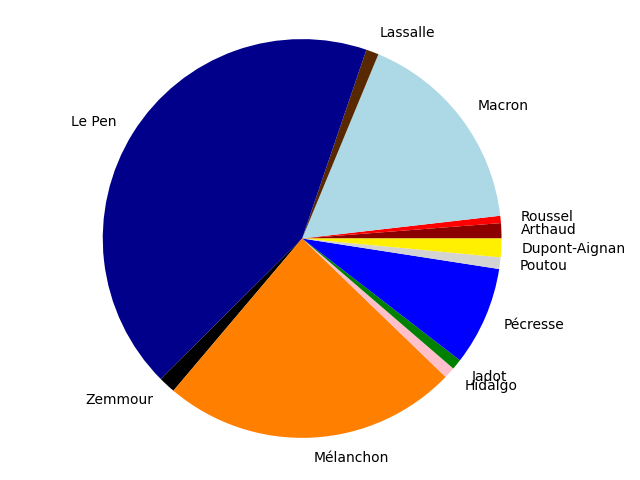 Lassalle
Macron
Le Pen
Roussel
Arthaud
Dupont-Aignan
Poutou
Pécresse
Jadot
Hidalgo
Zemmour
Mélanchon